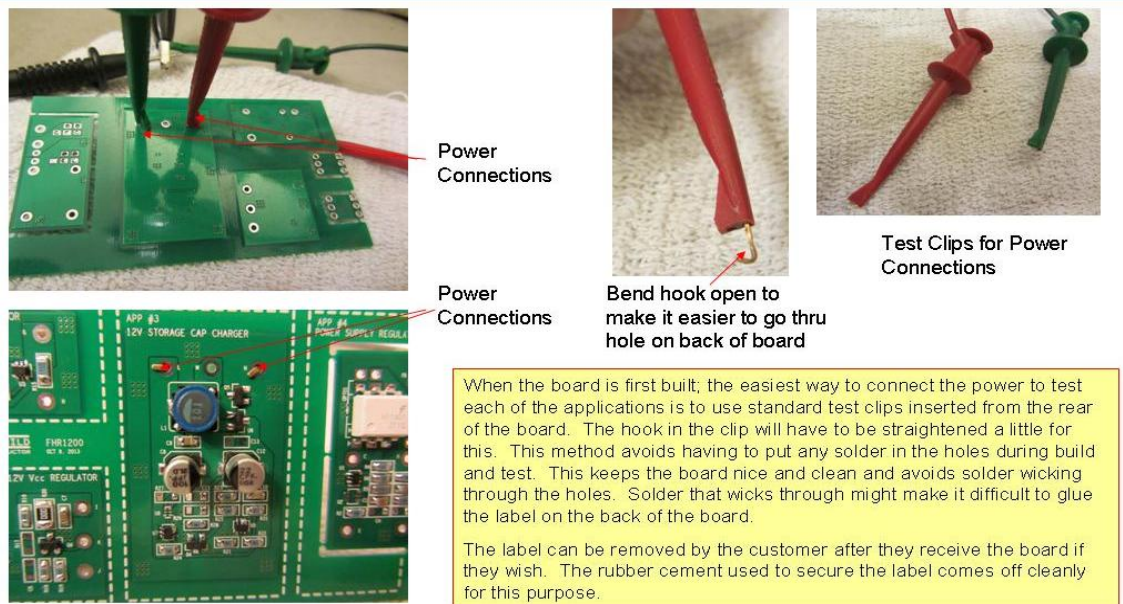 Power
Connections
Test Clips for Power
Connections
Power
Connections
Bend hook open to
make it easier to go thru
hole on back of board
APP #3
12V STORAGE CAP CHARGER
APP #4
POWER SUPPLY
FHR1200
OCT 8, 2013
12V Vcc REGULATOR
L1
When the board is first built; the easiest way to connect the power to test
each of the applications is to use standard test clips inserted from the rear
of the board.  The hook in the clip will have to be straightened a little for
this.  This method avoids having to put any solder in the holes during build
and test.  This keeps the board nice and clean and avoids solder wicking
through the holes.  Solder that wicks through might make it difficult to glue
the label on the back of the board.
The label can be removed by the customer after they receive the board if
they wish.  The rubber cement used to secure the label comes off cleanly
for this purpose.